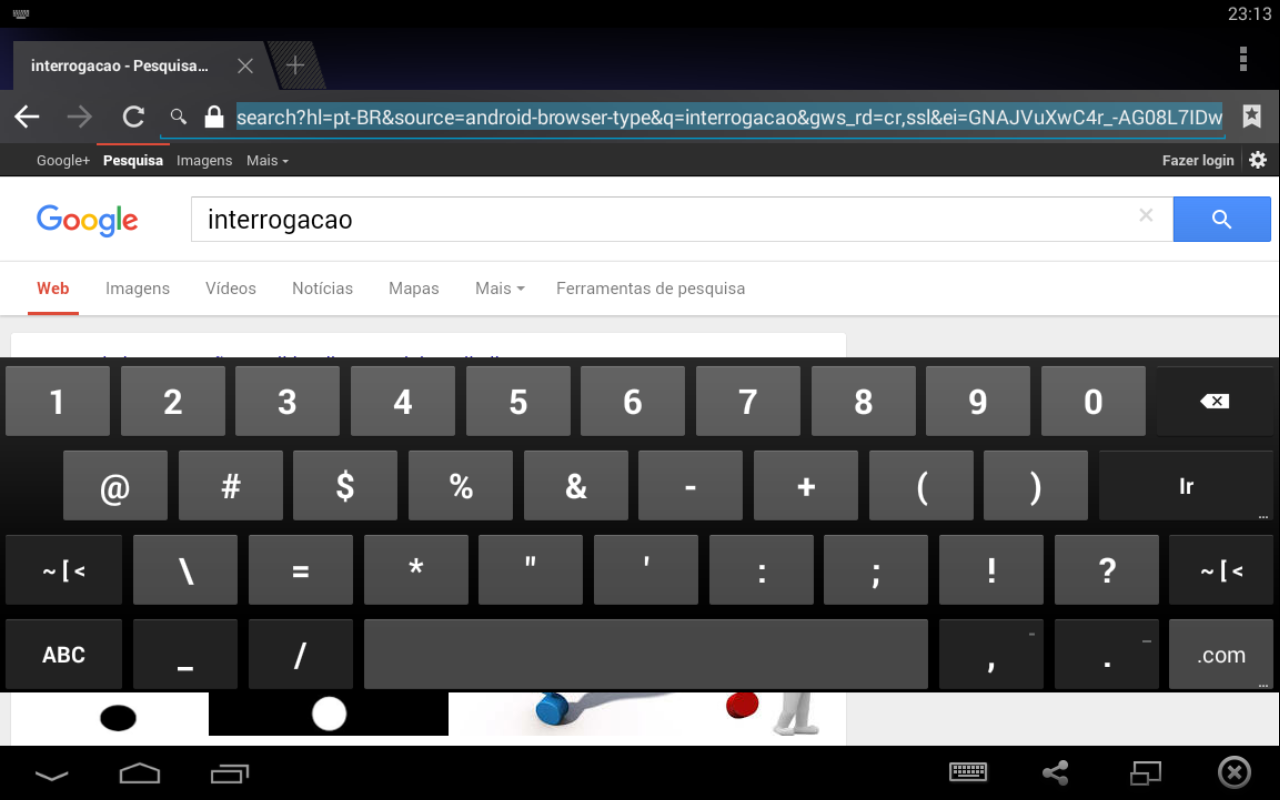 23:13
interrogacao - Pesquisa...
search?hl=pt-BR&source=android-browser-type&q=interrogacao&gws_rd=cr,ssl&ei=GNAJVuXwC4r_-AG08L7IDw
Google+ Pesquisa Imagens Mais Fazer login
Google interrogacao
Web Imagens Vídeos Notícias Mapas Mais Ferramentas de pesquisa
1 2 3 4 5 6 7 8 9 0
@ # $ % & - + ( ) Ir ...
~ [ < \ = * " ' : ; ! ? ~ [ <
ABC _ / , - . _ .com ...